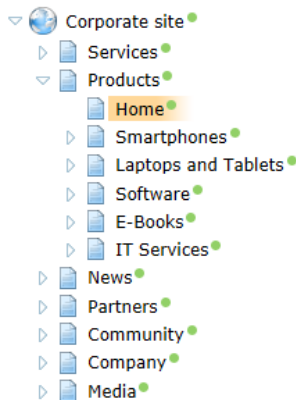 Corporate site
Services
Products
Home
Smartphones
Laptops and Tablets
Software
E-Books
IT Services
News
Partners
Community
Company
Media